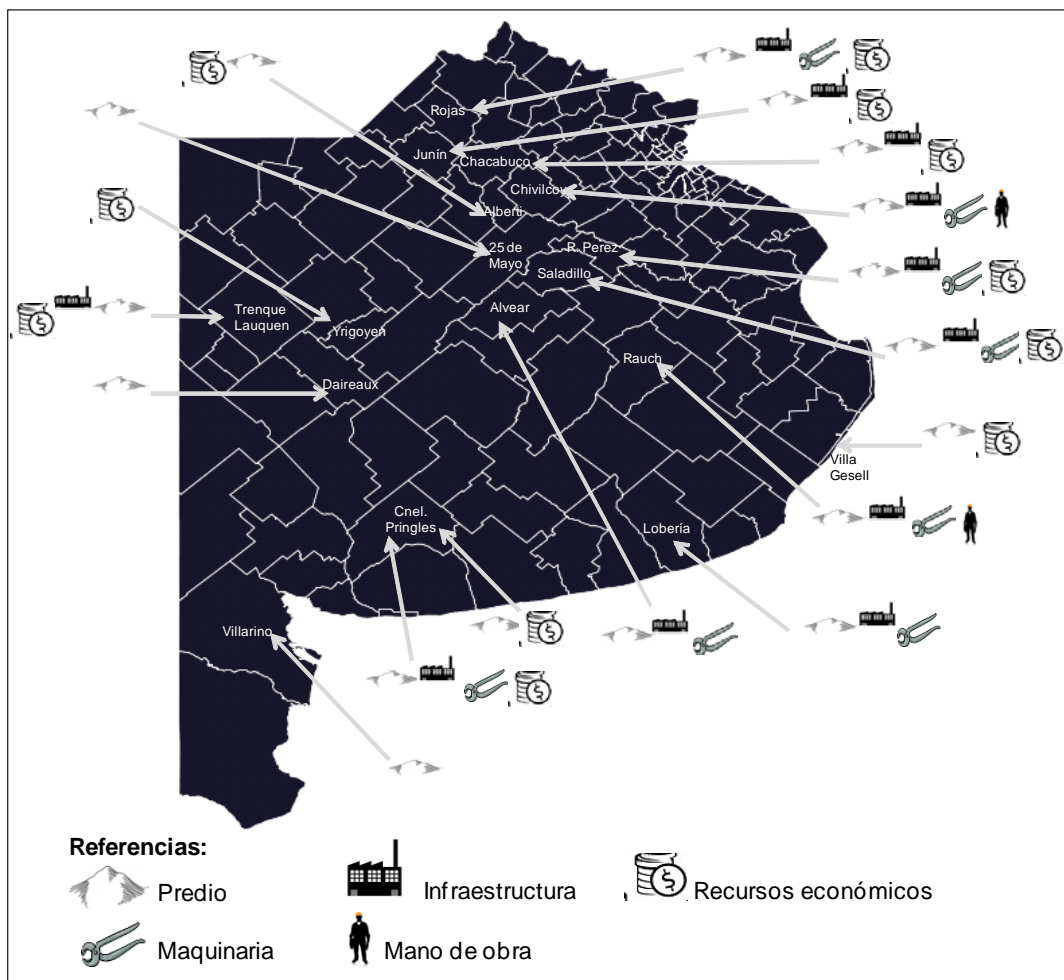 Rojas
Junín
Chacabuco
Chivilcoy
Alberti
25 de
Mayo
R. Perez
Saladillo
Trenque
Lauquen
Yrigoyen
Alvear
Rauch
Daireaux
Villa
Gesell
Cnel.
Pringles
Lobería
Villarino
Referencias:
Predio
Infraestructura
Recursos económicos
Maquinaria
Mano de obra